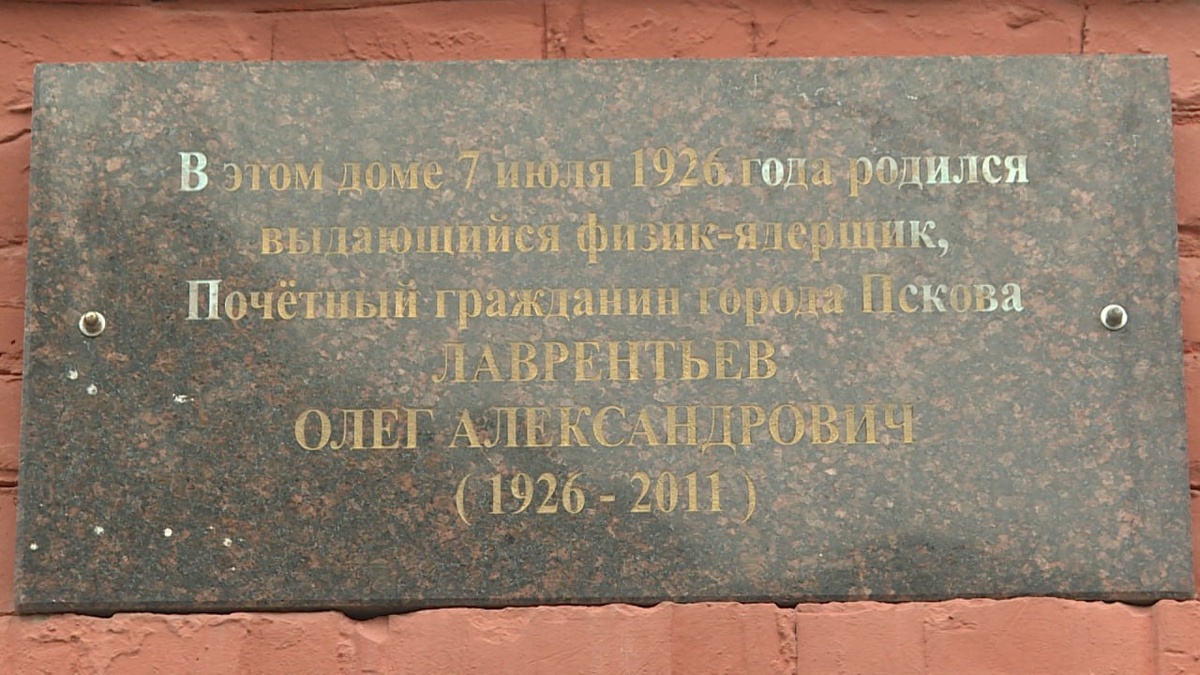 В этом доме 7 июля 1926 года родился
выдающийся физик-ядерщик,
Почётный гражданин города Пскова
ЛАВРЕНТЬЕВ
ОЛЕГ АЛЕКСАНДРОВИЧ
( 1926 - 2011 )